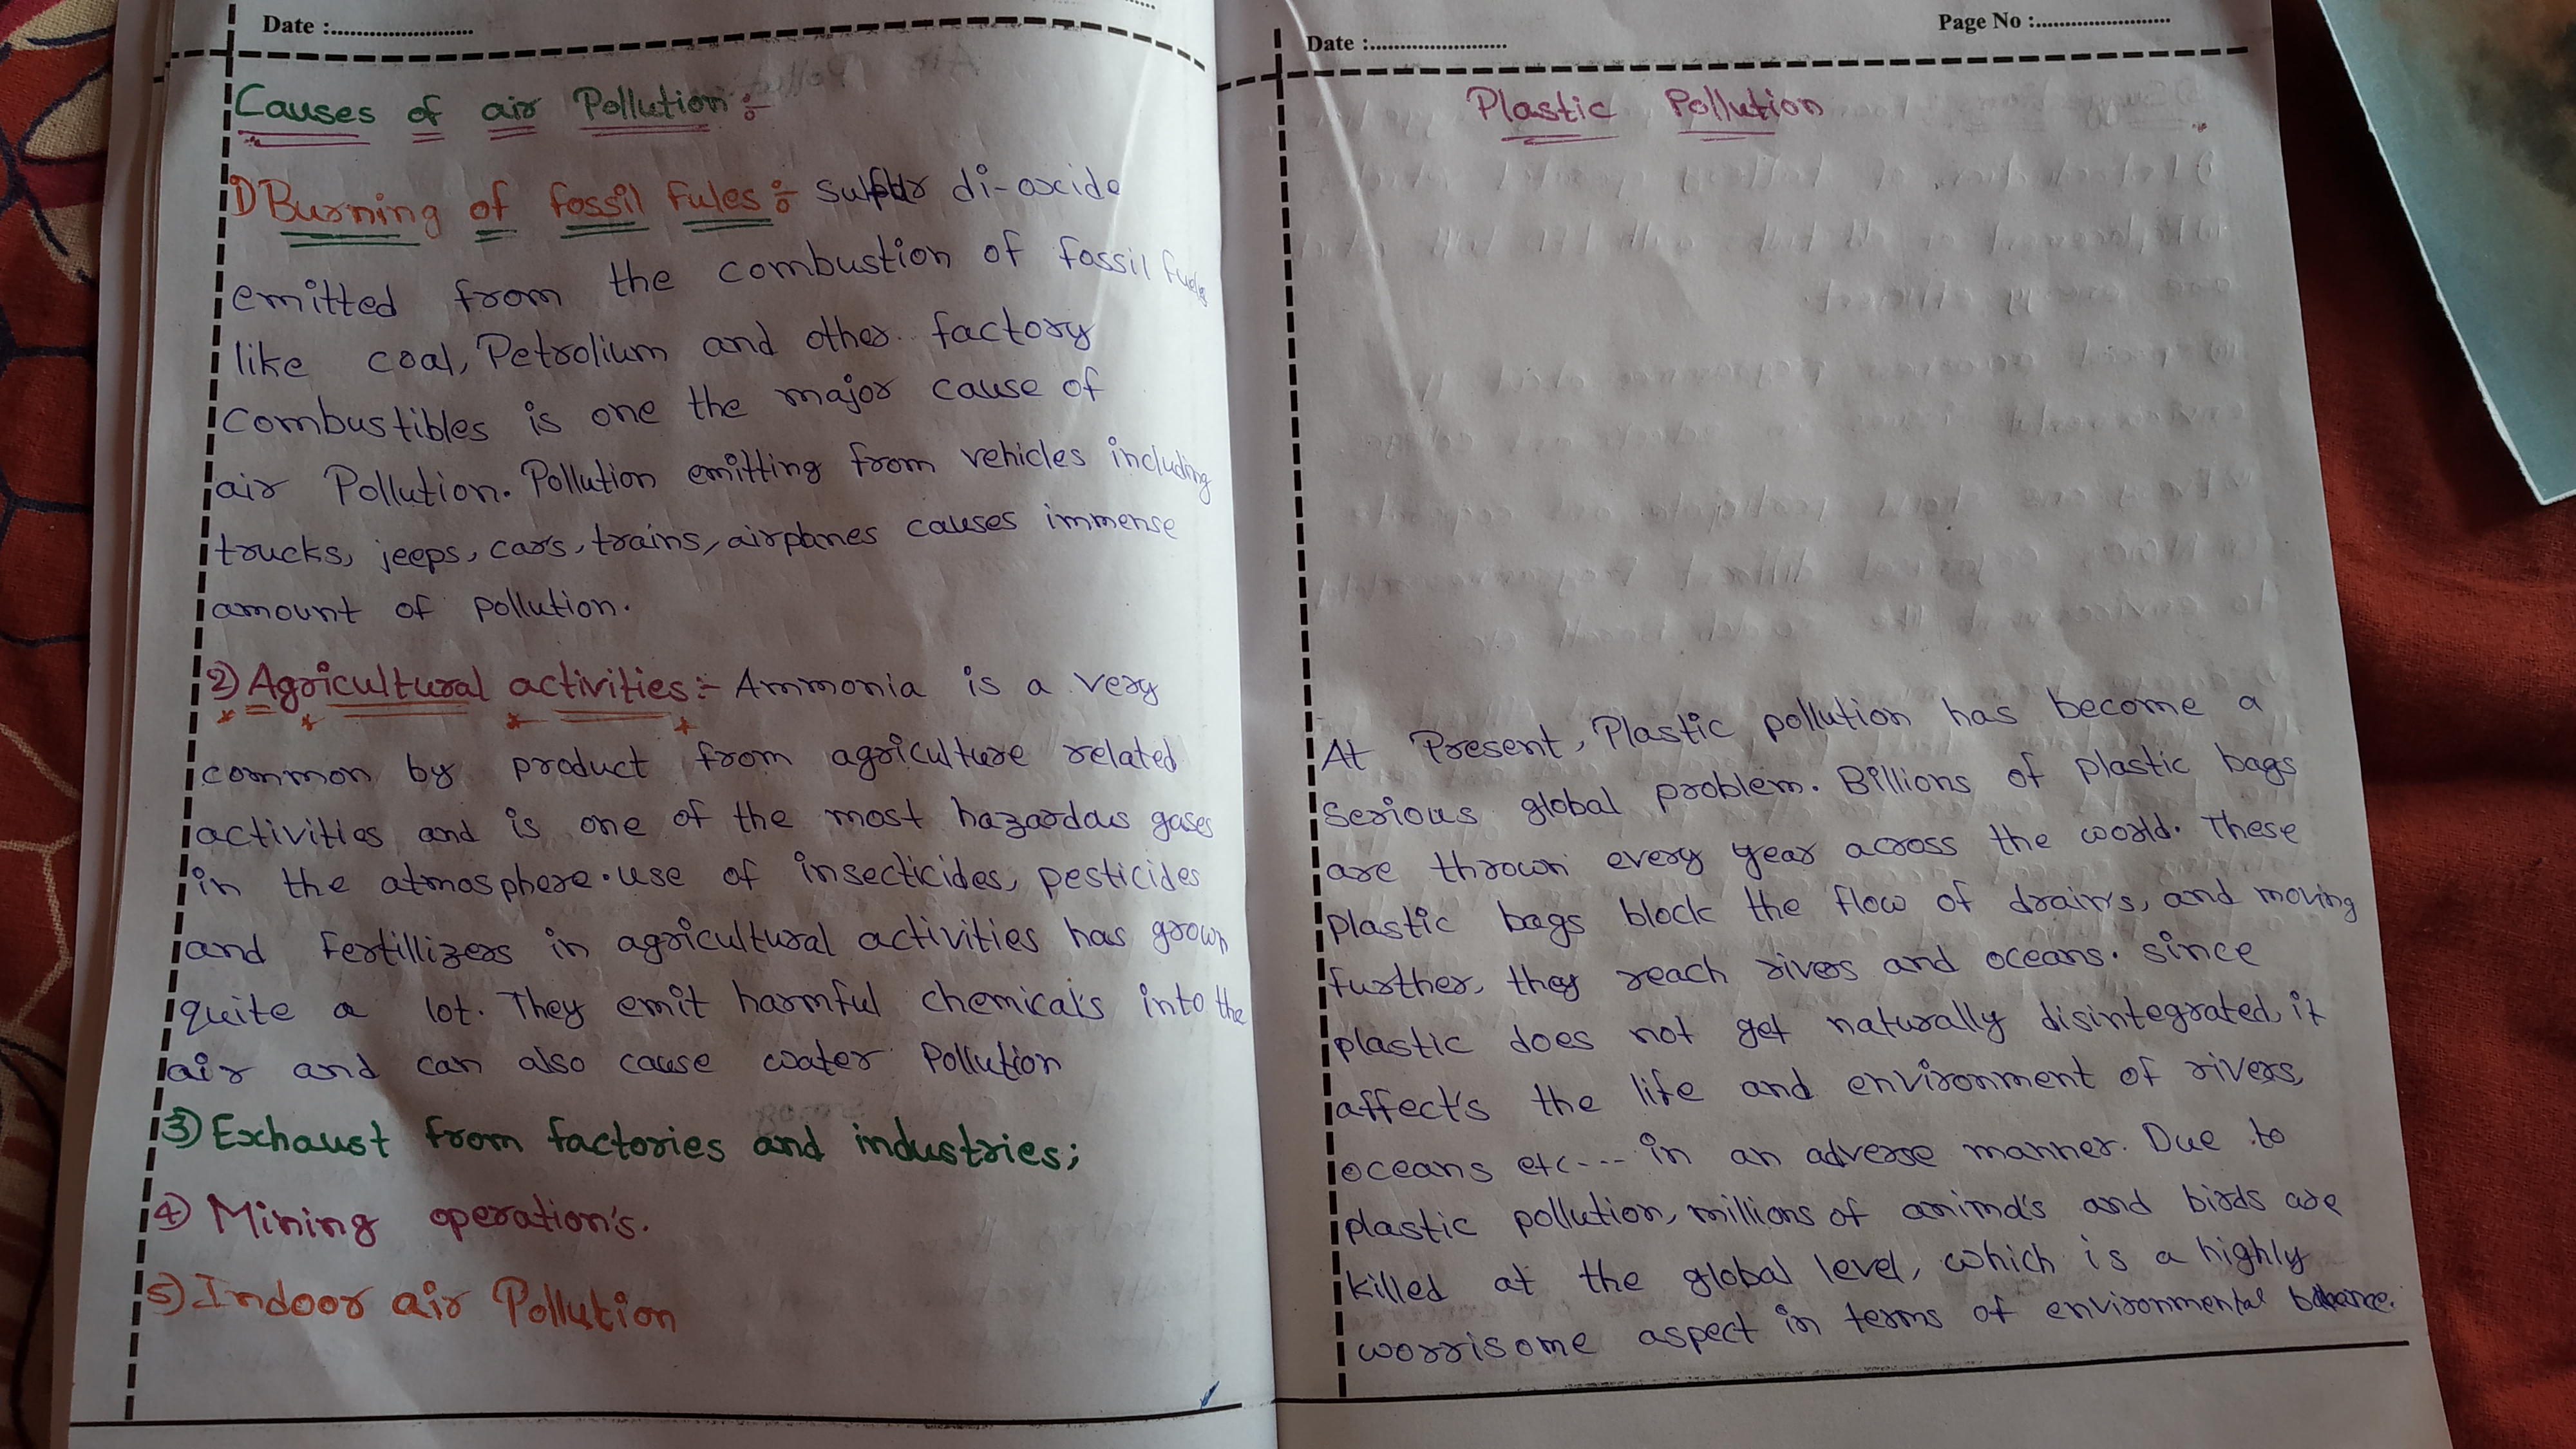 Date :........................
Causes of air Pollution :-
1) Burning of fossil fules :- Sulphur di-oxide
emitted from the combustion of fossil fuels
like coal, Petrolium and other factory
Combustibles is one the major cause of
air Pollution. Pollution emitting from vehicles including
trucks, jeeps, cars, trains, airplanes causes immense
amount of pollution.
2) Agricultural activities :- Ammonia is a very
common by product from agriculture related
activities and is one of the most hazardous gases
in the atmosphere. use of insecticides, pesticides
and Fertillizers in agricultural activities has grown
quite a lot. They emit harmful chemical's into the
air and can also cause water Pollution
3) Exhaust from factories and industries;
4) Mining operation's.
5) Indoor air Pollution
Page No :........................
Date :........................
Plastic Pollution
At Present, Plastic pollution has become a
Serious global problem. Billions of plastic bags
are thrown every year across the world. These
plastic bags block the flow of drain's, and moving
further, they reach rivers and oceans. since
plastic does not get naturally disintegrated, it
affect's the life and environment of rivers,
oceans etc--- in an adverse manner. Due to
plastic pollution, millions of animal's and birds are
killed at the global level, which is a highly
worrisome aspect in terms of environmental balance.